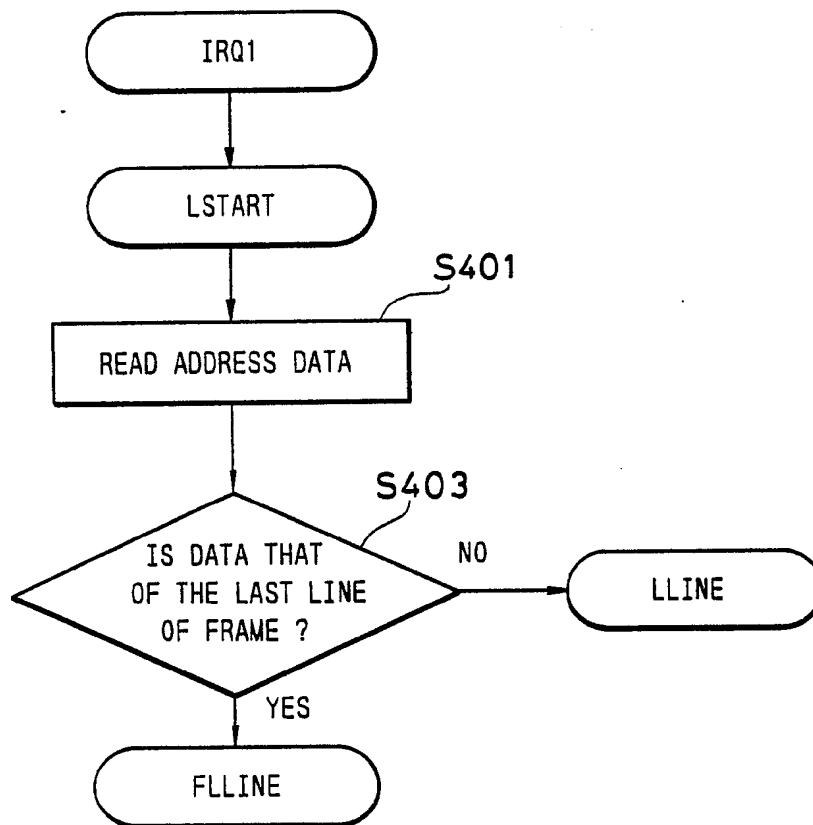 IRQ1
LSTART
S401
READ ADDRESS DATA
S403
IS DATA THAT
OF THE LAST LINE
OF FRAME ?
NO
LLINE
YES
FLLINE